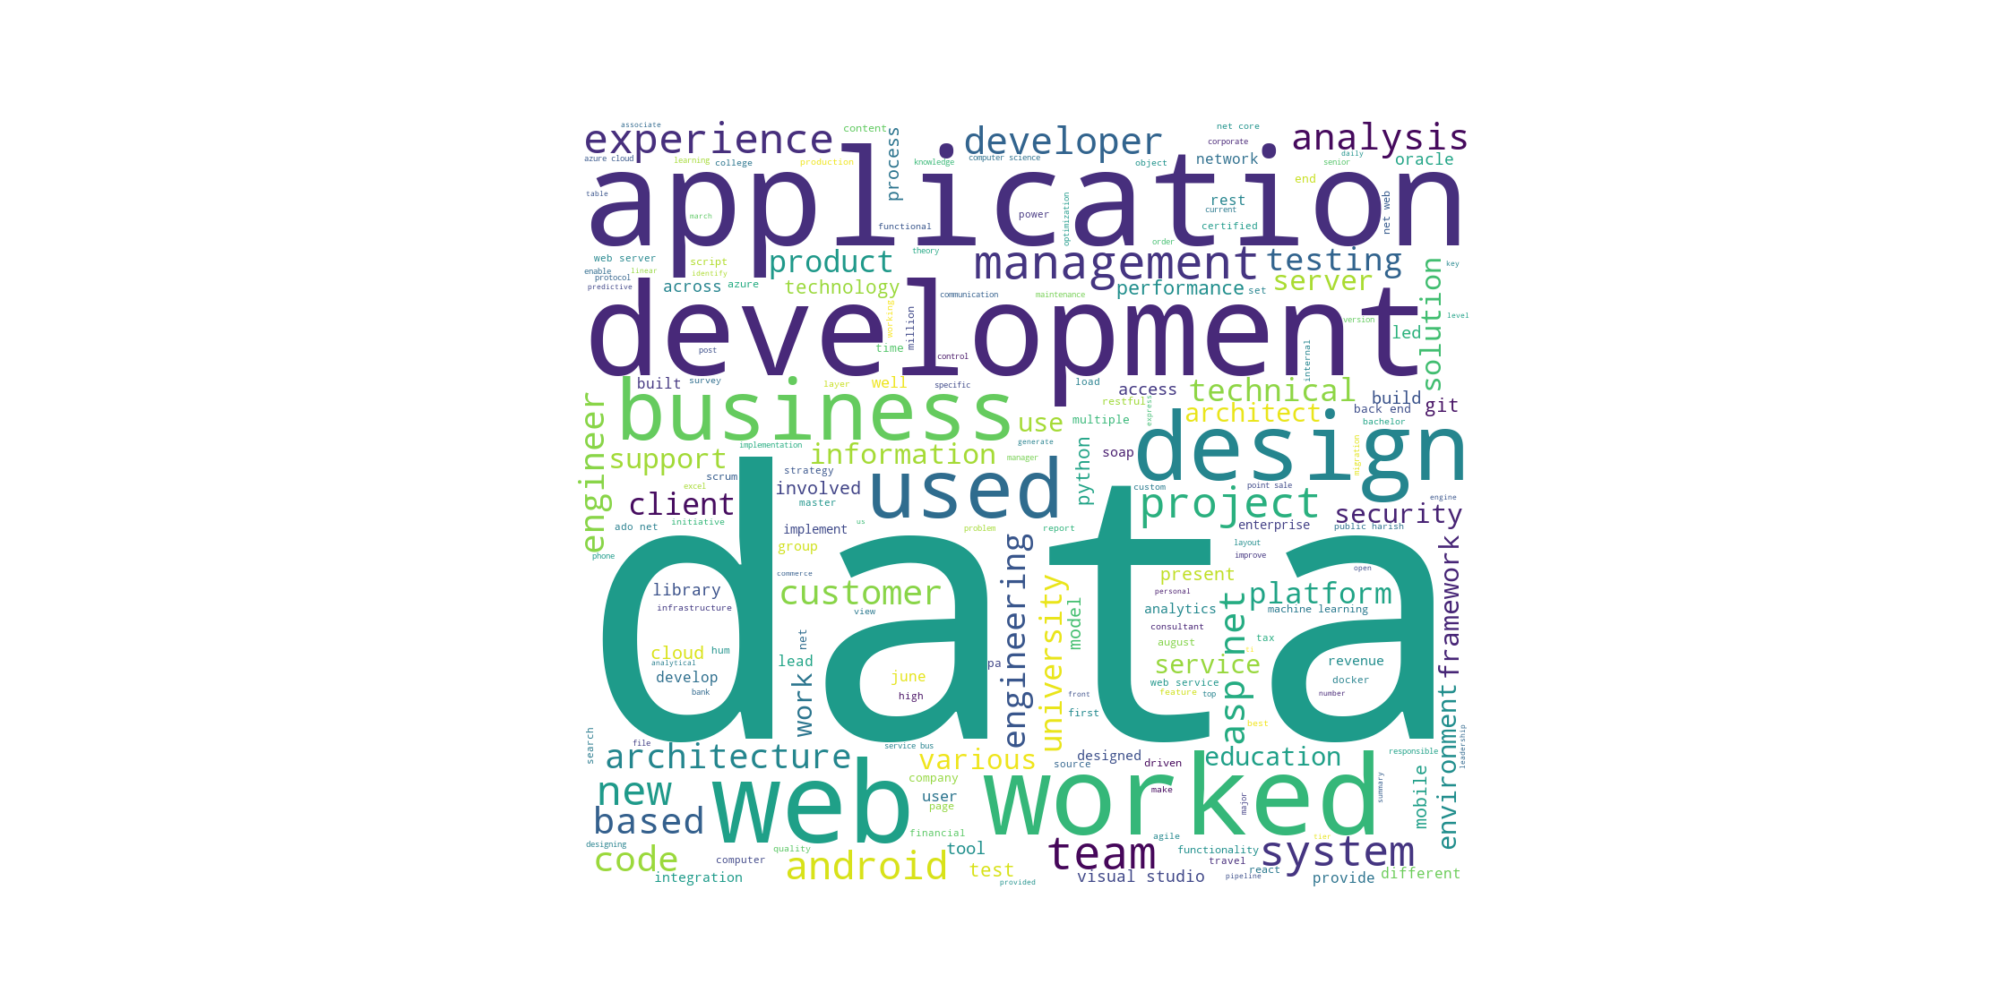 associate
content
net core
experience
process
developer
corporate
analysis
azure cloud
learning
college
production
knowledge
computer science
object
network
senior
daily
oracle
application
end
table
march
power
functional
optimization
rest
current
certified
net web
web server
script
product
theory
order
management
testing
solution
key
enable
linear
protocol
identify
predictive
across
azure
technology
communication
maintenance
performance
set
server
development
working
million
version
level
led
post
time
control
internal
built
survey
layer
well
specific
load
access
technical
build
business
restful
express
architect
back end
git
use
multiple
bachelor
design
engineer
support
implementation
information
generate
manager
python
soap
migration
scrum
strategy
used
excel
involved
custom
point sale
engine
client
master
project
security
ado net
initiative
implement
us
problem
report
enterprise
public harish
phone
group
engineering
layout
improve
framework
data
commerce
present
open
library
customer
university
model
personal
platform
infrastructure
view
analytics
machine learning
consultant
asp net
cloud
hum
net
august
tax
analytical
lead
pa
service
ti
revenue
develop
work
june
web service
docker
bank
high
front
feature
top
number
environment
first
best
leadership
search
file
service bus
architecture
various
source
designed
driven
education
responsible
new
web
company
worked
make
major
summary
mobile
user
page
based
financial
agile
tier
designing
code
computer
quality
android
tool
team
functionality
travel
system
integration
test
provided
visual studio
react
pipeline
provide
different